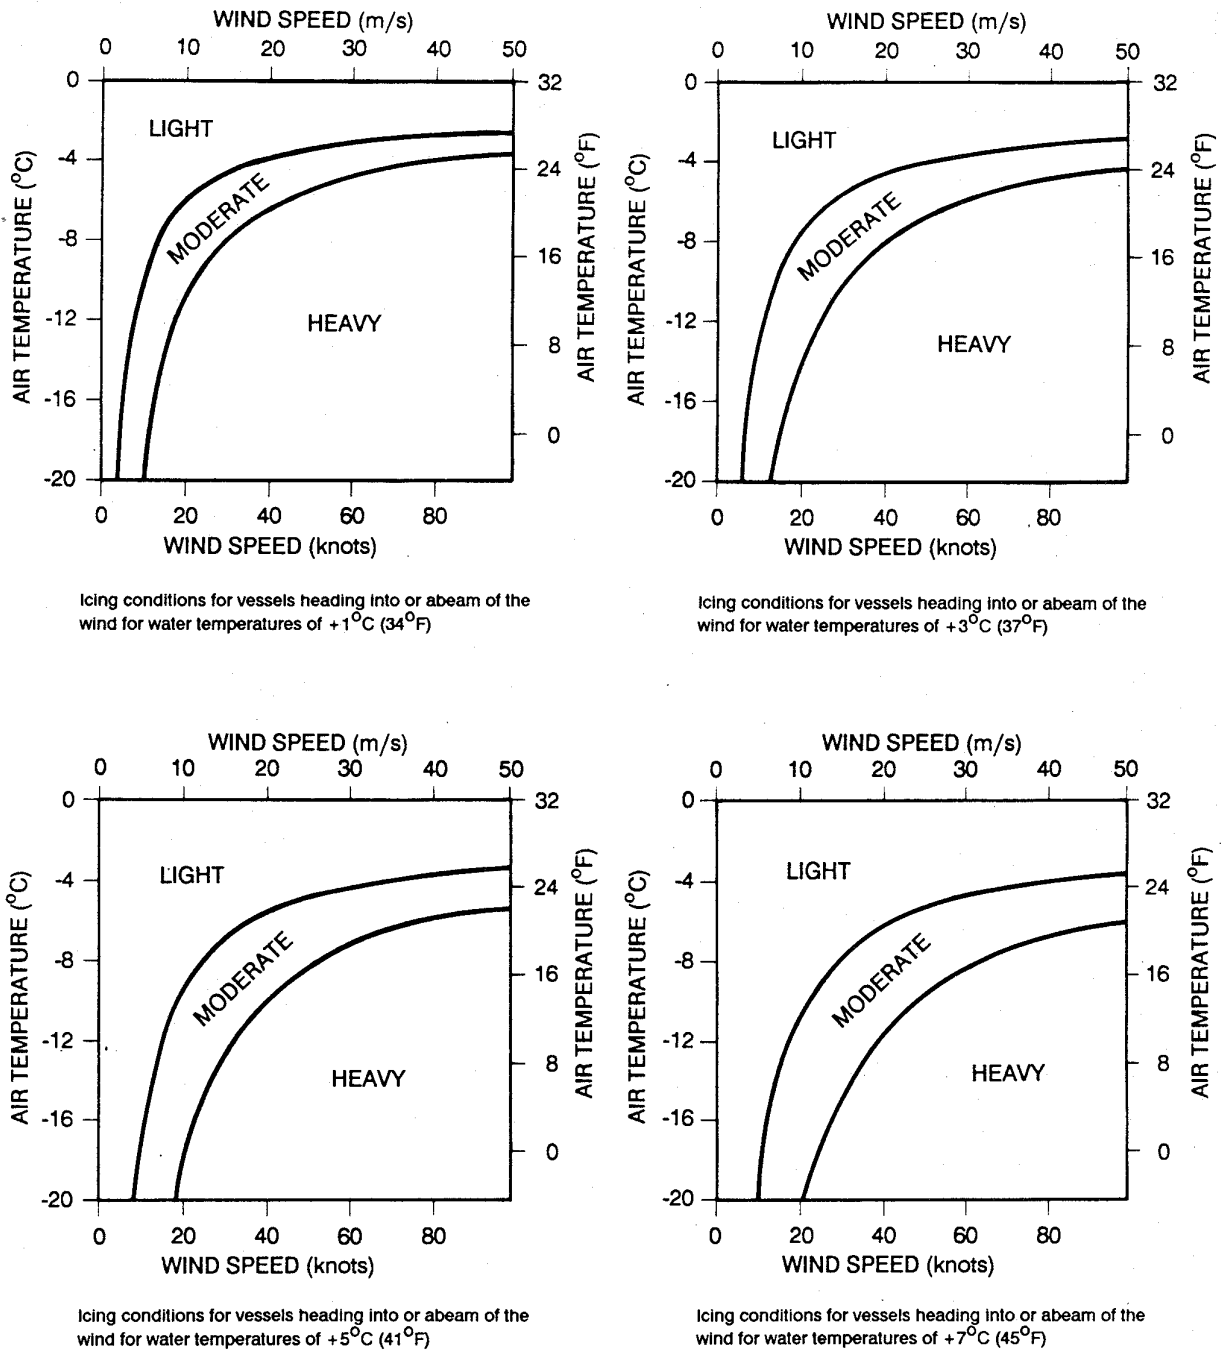 WIND SPEED (m/s)
0 10 20 30 40 50
0 32
LIGHT
-4 24
MODERATE
-8 16
-12 8
HEAVY
-16 0
-20
AIR TEMPERATURE (°C)
AIR TEMPERATURE (°F)
0 20 40 60 80
WIND SPEED (knots)
Icing conditions for vessels heading into or abeam of the
wind for water temperatures of +1°C (34°F)
WIND SPEED (m/s)
0 10 20 30 40 50
0 32
LIGHT
-4 24
MODERATE
-8 16
-12 8
HEAVY
-16 0
-20
AIR TEMPERATURE (°C)
AIR TEMPERATURE (°F)
0 20 40 60 80
WIND SPEED (knots)
Icing conditions for vessels heading into or abeam of the
wind for water temperatures of +3°C (37°F)
WIND SPEED (m/s)
0 10 20 30 40 50
0 32
LIGHT
-4 24
MODERATE
-8 16
-12 8
HEAVY
-16 0
-20
AIR TEMPERATURE (°C)
AIR TEMPERATURE (°F)
0 20 40 60 80
WIND SPEED (knots)
Icing conditions for vessels heading into or abeam of the
wind for water temperatures of +5°C (41°F)
WIND SPEED (m/s)
0 10 20 30 40 50
0 32
LIGHT
-4 24
MODERATE
-8 16
-12 8
HEAVY
-16 0
-20
AIR TEMPERATURE (°C)
AIR TEMPERATURE (°F)
0 20 40 60 80
WIND SPEED (knots)
Icing conditions for vessels heading into or abeam of the
wind for water temperatures of +7°C (45°F)